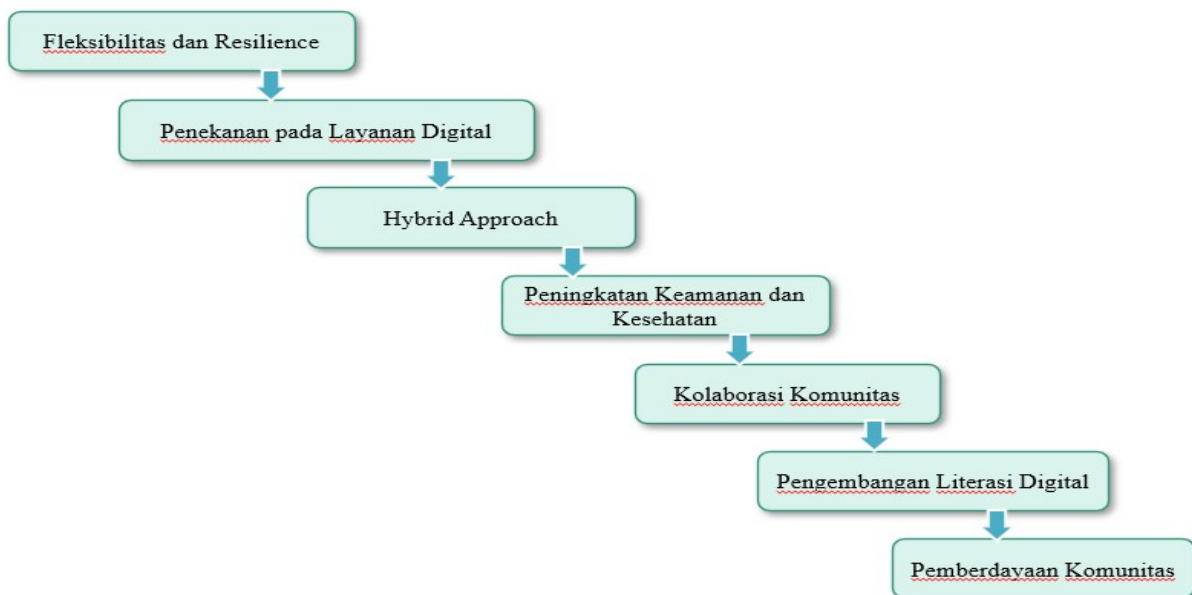 Fleksibilitas dan Resilience
Penekanan pada Layanan Digital
Hybrid Approach
Peningkatan Keamanan dan
Kesehatan
Kolaborasi Komunitas
Pengembangan Literasi Digital
Pemberdayaan Komunitas